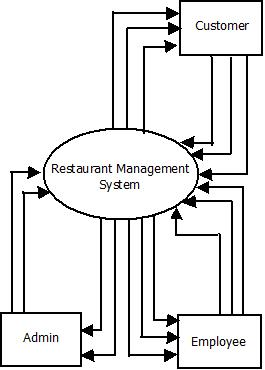 Customer
Restaurant Management
System
Admin
Employee